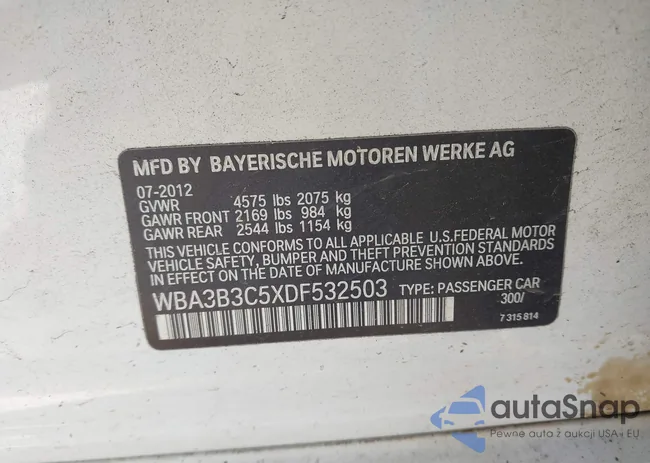 MFD BY BAYERISCHE MOTOREN WERKE AG
07-2012
GVWR 4575 lbs 2075 kg
GAWR FRONT 2169 lbs 984 kg
GAWR REAR 2544 lbs 1154 kg
THIS VEHICLE CONFORMS TO ALL APPLICABLE U.S.FEDERAL MOTOR
VEHICLE SAFETY, BUMPER AND THEFT PREVENTION STANDARDS
IN EFFECT ON THE DATE OF MANUFACTURE SHOWN ABOVE.
WBA3B3C5XDF532503 TYPE: PASSENGER CAR
300/
7 315 814
autaSnap
Pewne auta z aukcji USA i EU